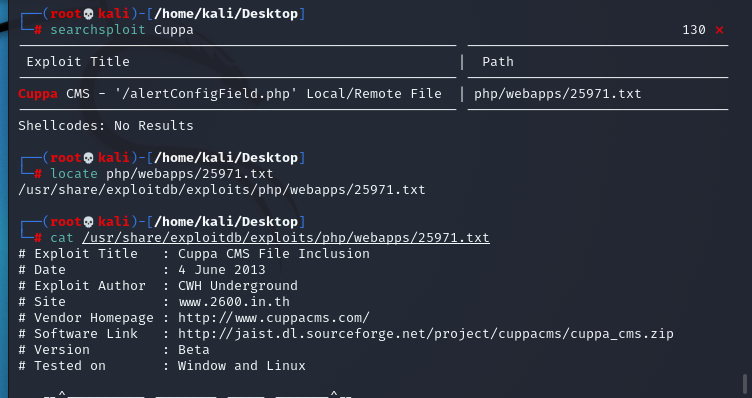 (root💀kali)-[/home/kali/Desktop]
# searchsploit Cuppa 130 ⨯
Exploit Title | Path
Cuppa CMS - '/alertConfigField.php' Local/Remote File | php/webapps/25971.txt
Shellcodes: No Results
(root💀kali)-[/home/kali/Desktop]
# locate php/webapps/25971.txt
/usr/share/exploitdb/exploits/php/webapps/25971.txt
(root💀kali)-[/home/kali/Desktop]
# cat /usr/share/exploitdb/exploits/php/webapps/25971.txt
# Exploit Title : Cuppa CMS File Inclusion
# Date : 4 June 2013
# Exploit Author : CWH Underground
# Site : www.2600.in.th
# Vendor Homepage : http://www.cuppacms.com/
# Software Link : http://jaist.dl.sourceforge.net/project/cuppacms/cuppa_cms.zip
# Version : Beta
# Tested on : Window and Linux